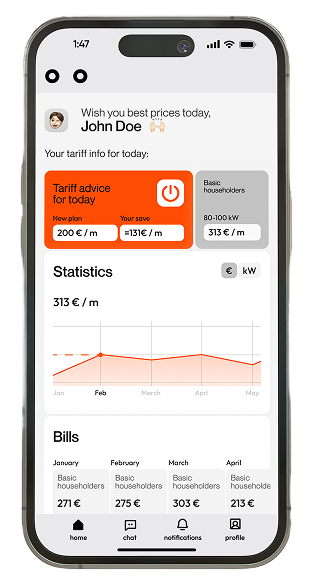 1:47
Wish you best prices today,
John Doe
Your tariff info for today:
Tariff advice
for today
New plan
Your save
200 € / m
=131€ / m
Basic
householders
80-100 kW
313 € / m
Statistics
€
kW
313 € / m
Jan
Feb
March
April
May
Bills
January
February
March
April
Basic
householders
271 €
Basic
householders
275 €
Basic
householders
303 €
Basic
householders
213 €
home
chat
notifications
profile